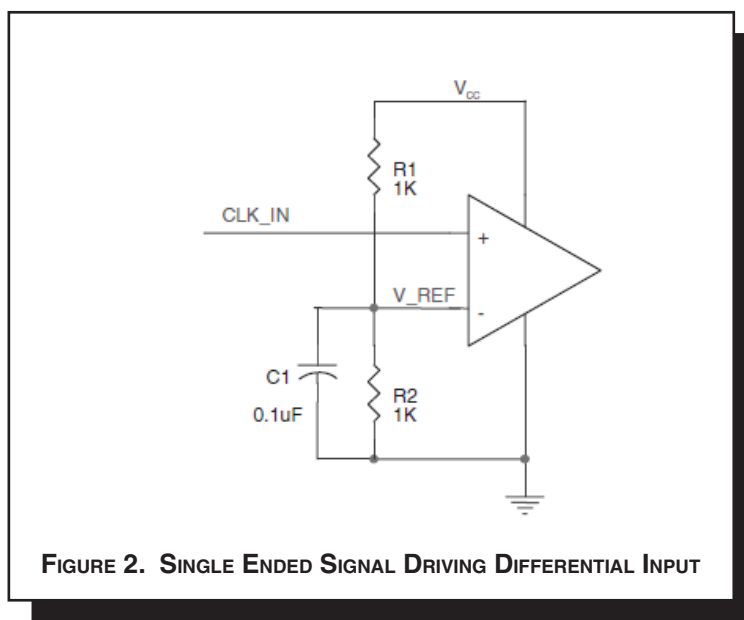 Vcc
R1
1K
CLK_IN
+
V_REF
-
C1
0.1uF
R2
1K
FIGURE 2. SINGLE ENDED SIGNAL DRIVING DIFFERENTIAL INPUT